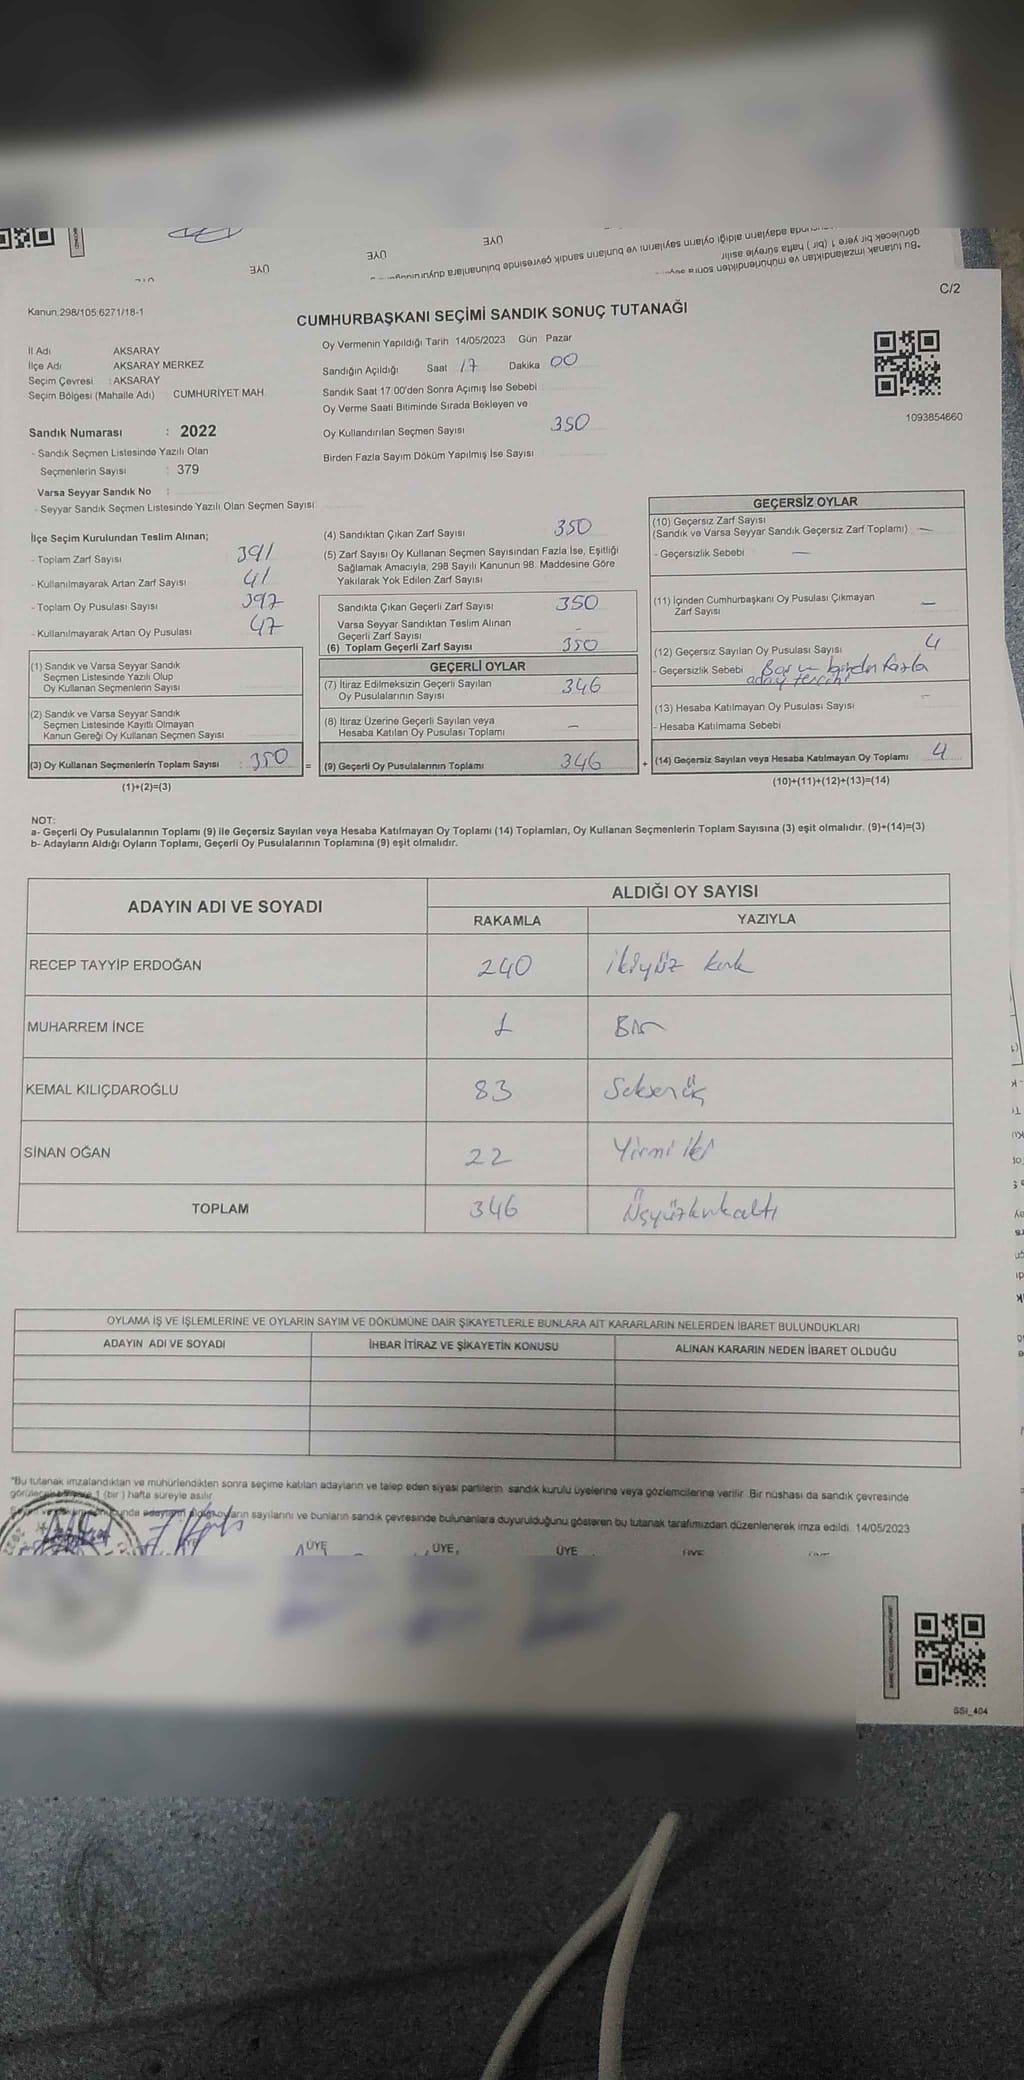 C/2
Kanun:298/105:6271/18-1
CUMHURBAŞKANI SEÇİMİ SANDIK SONUÇ TUTANAĞI
İl Adı AKSARAY
İlçe Adı AKSARAY MERKEZ
Seçim Çevresi : AKSARAY
Seçim Bölgesi (Mahalle Adı) CUMHURİYET MAH.
Sandık Numarası : 2022
- Sandık Seçmen Listesinde Yazılı Olan
Seçmenlerin Sayısı : 379
Varsa Seyyar Sandık No :
- Seyyar Sandık Seçmen Listesinde Yazılı Olan Seçmen Sayısı
Oy Vermenin Yapıldığı Tarih 14/05/2023 Gün Pazar
Sandığın Açıldığı Saat 17 Dakika 00
Sandık Saat 17:00'den Sonra Açımış İse Sebebi
Oy Verme Saati Bitiminde Sırada Bekleyen ve
Oy Kullandırılan Seçmen Sayısı 350
Birden Fazla Sayım Döküm Yapılmış İse Sayısı
1093854660
İlçe Seçim Kurulundan Teslim Alınan;
- Toplam Zarf Sayısı 391
- Kullanılmayarak Artan Zarf Sayısı 41
- Toplam Oy Pusulası Sayısı 397
- Kullanılmayarak Artan Oy Pusulası 47
(1) Sandık ve Varsa Seyyar Sandık
Seçmen Listesinde Yazılı Olup
Oy Kullanan Seçmenlerin Sayısı
(2) Sandık ve Varsa Seyyar Sandık
Seçmen Listesinde Kayıtlı Olmayan
Kanun Gereği Oy Kullanan Seçmen Sayısı
(3) Oy Kullanan Seçmenlerin Toplam Sayısı : 350
(1)+(2)=(3)
(4) Sandıktan Çıkan Zarf Sayısı 350
(5) Zarf Sayısı Oy Kullanan Seçmen Sayısından Fazla İse, Eşitliği
Sağlamak Amacıyla, 298 Sayılı Kanunun 98. Maddesine Göre
Yakılarak Yok Edilen Zarf Sayısı
Sandıkta Çıkan Geçerli Zarf Sayısı 350
Varsa Seyyar Sandıktan Teslim Alınan
Geçerli Zarf Sayısı -
(6) Toplam Geçerli Zarf Sayısı 350
GEÇERLİ OYLAR
(7) İtiraz Edilmeksizin Geçerli Sayılan
Oy Pusulalarının Sayısı 346
(8) İtiraz Üzerine Geçerli Sayılan veya
Hesaba Katılan Oy Pusulası Toplamı —
= (9) Geçerli Oy Pusulalarının Toplamı 346
GEÇERSİZ OYLAR
(10) Geçersiz Zarf Sayısı
(Sandık ve Varsa Seyyar Sandık Geçersiz Zarf Toplamı) —
- Geçersizlik Sebebi —
(11) İçinden Cumhurbaşkanı Oy Pusulası Çıkmayan
Zarf Sayısı —
(12) Geçersiz Sayılan Oy Pusulası Sayısı 4
- Geçersizlik Sebebi Boş ve birden fazla
aday tercihi
(13) Hesaba Katılmayan Oy Pusulası Sayısı -
- Hesaba Katılmama Sebebi
+ (14) Geçersiz Sayılan veya Hesaba Katılmayan Oy Toplamı 4
(10)+(11)+(12)+(13)=(14)
NOT:
a- Geçerli Oy Pusulalarının Toplamı (9) ile Geçersiz Sayılan veya Hesaba Katılmayan Oy Toplamı (14) Toplamları, Oy Kullanan Seçmenlerin Toplam Sayısına (3) eşit olmalıdır. (9)+(14)=(3)
b- Adayların Aldığı Oyların Toplamı, Geçerli Oy Pusulalarının Toplamına (9) eşit olmalıdır.
ADAYIN ADI VE SOYADI ALDIĞI OY SAYISI
RAKAMLA YAZIYLA
RECEP TAYYİP ERDOĞAN 240 ikiyüz kırk
MUHARREM İNCE 1 Bir
KEMAL KILIÇDAROĞLU 83 Seksen üç
SİNAN OĞAN 22 Yirmi iki
TOPLAM 346 Üçyüzkırkaltı
OYLAMA İŞ VE İŞLEMLERİNE VE OYLARIN SAYIM VE DÖKÜMÜNE DAİR ŞİKAYETLERLE BUNLARA AİT KARARLARIN NELERDEN İBARET BULUNDUKLARI
ADAYIN ADI VE SOYADI İHBAR İTİRAZ VE ŞİKAYETİN KONUSU ALINAN KARARIN NEDEN İBARET OLDUĞU
*Bu tutanak imzalandıktan ve mühürlendikten sonra seçime katılan adayların ve talep eden siyasi partilerin sandık kurulu üyelerine veya gözlemcilerine verilir. Bir nüshası da sandık çevresinde
1 (bir ) hafta süreyle asılır.
adayların aldığı oyların sayılarını ve bunların sandık çevresinde bulunanlara duyurulduğunu gösteren bu tutanak tarafımızdan düzenlenerek imza edildi. 14/05/2023
ÜYE ÜYE ÜYE ÜYE
SSI_404